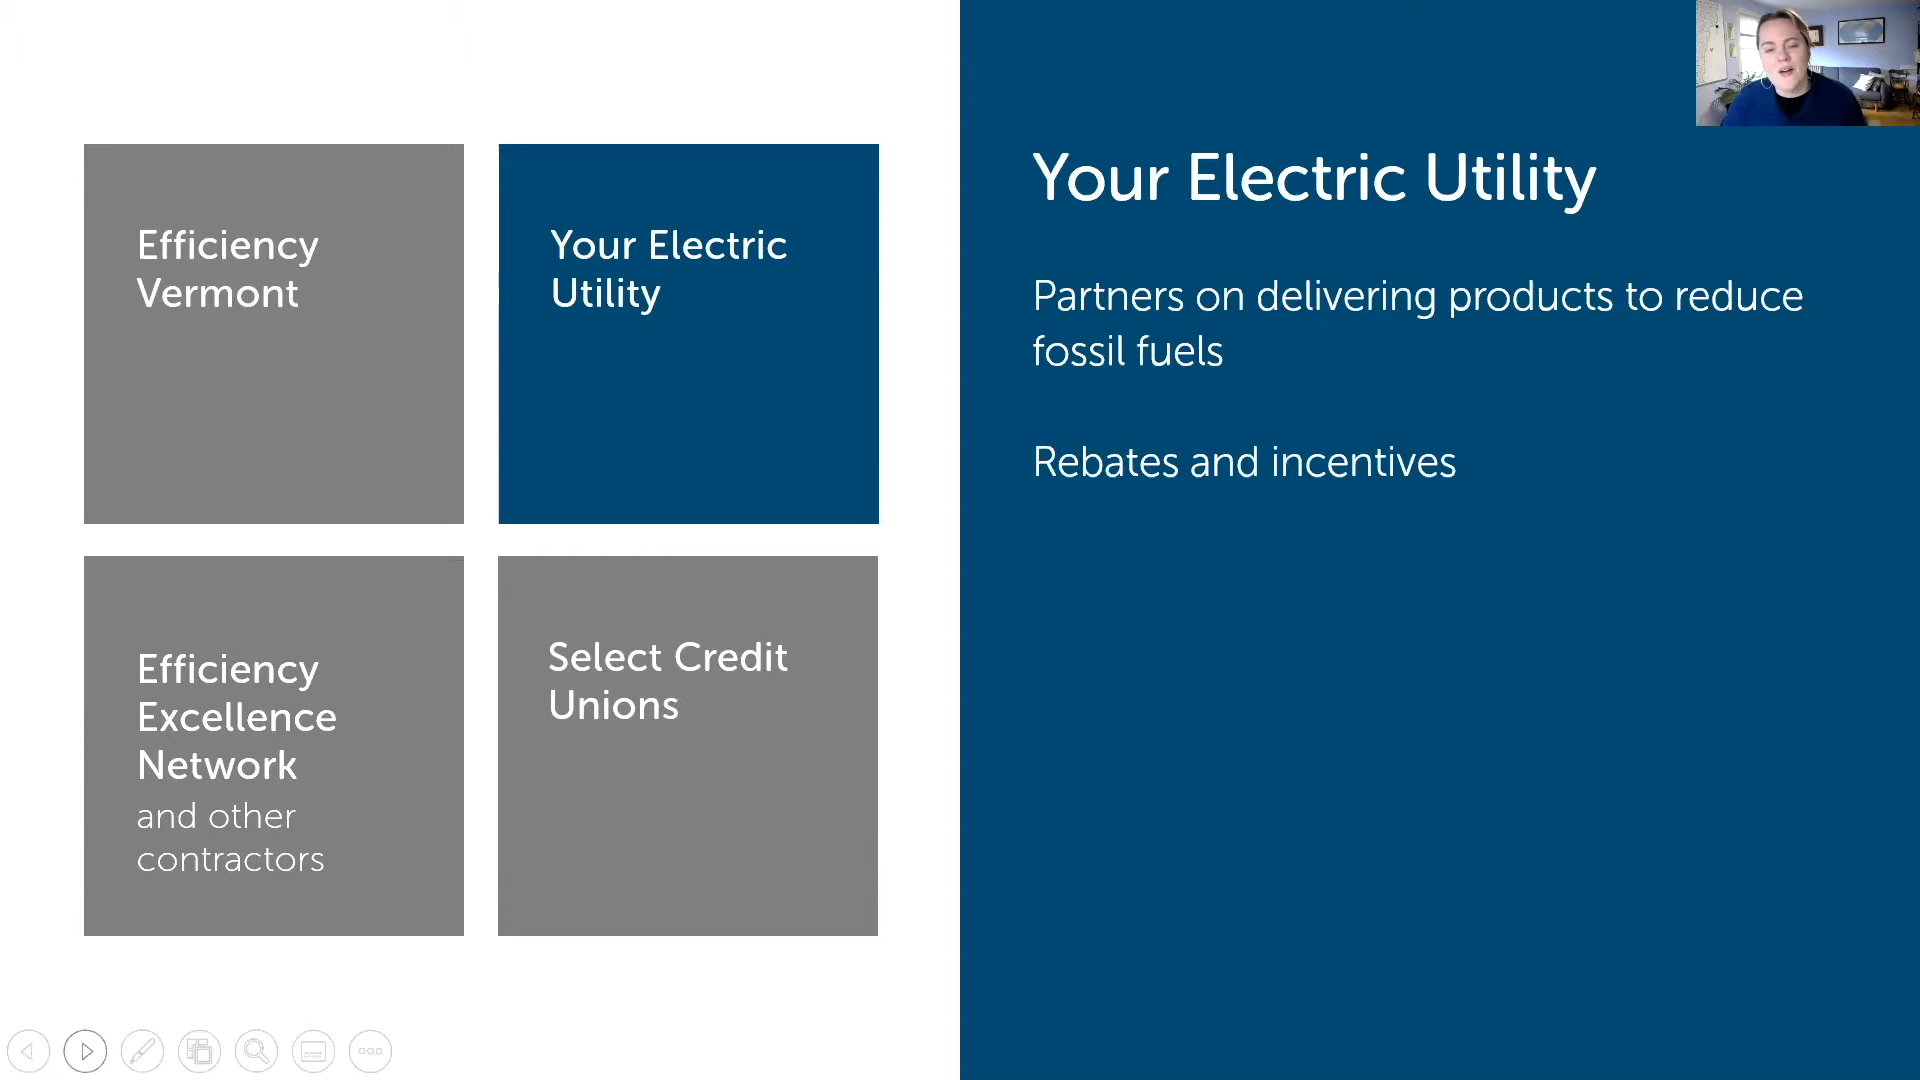 Efficiency
Vermont
Your Electric
Utility
Efficiency
Excellence
Network
and other
contractors
Select Credit
Unions
Your Electric Utility
Partners on delivering products to reduce
fossil fuels
Rebates and incentives